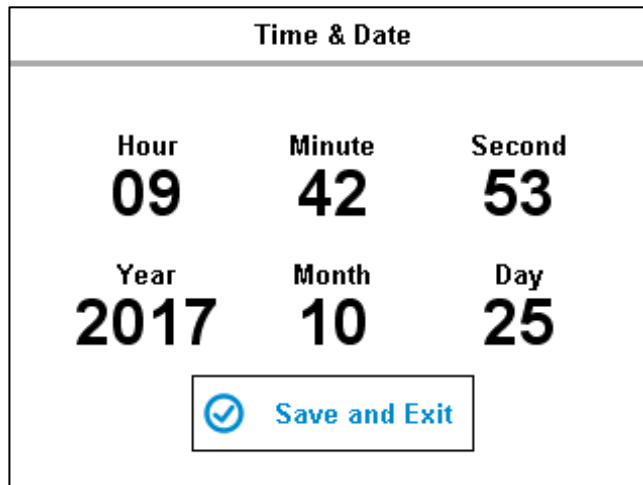 Time & Date
Hour Minute Second
09 42 53
Year Month Day
2017 10 25
Save and Exit